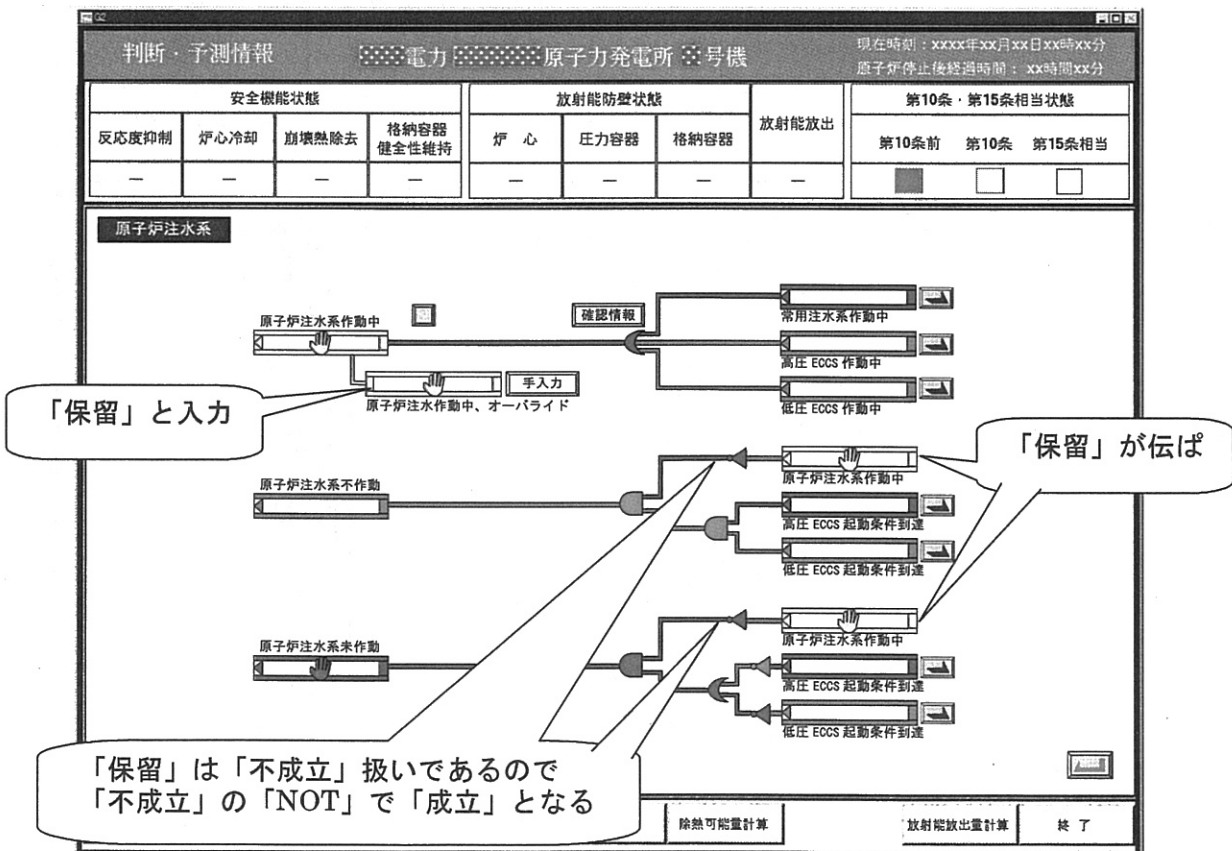 G2
判断・予測情報
電力 原子力発電所 号機
現在時刻：xxxx年xx月xx日xx時xx分
原子炉停止後経過時間： xx時間xx分
安全機能状態
放射能防壁状態
放射能放出
第10条・第15条相当状態
反応度抑制 炉心冷却 崩壊熱除去 格納容器
健全性維持
炉 心 圧力容器 格納容器
第10条前 第10条 第15条相当
－ － － － － － － －
原子炉注水系
原子炉注水系作動中
確認情報
常用注水系作動中
高圧 ECCS 作動中
手入力
原子炉注水作動中、オーバライド
低圧 ECCS 作動中
「保留」と入力
「保留」が伝ぱ
原子炉注水系不作動
原子炉注水系作動中
高圧 ECCS 起動条件到達
低圧 ECCS 起動条件到達
原子炉注水系未作動
原子炉注水系作動中
高圧 ECCS 起動条件到達
低圧 ECCS 起動条件到達
「保留」は「不成立」扱いであるので
「不成立」の「NOT」で「成立」となる
除熱可能量計算
放射能放出量計算
終 了